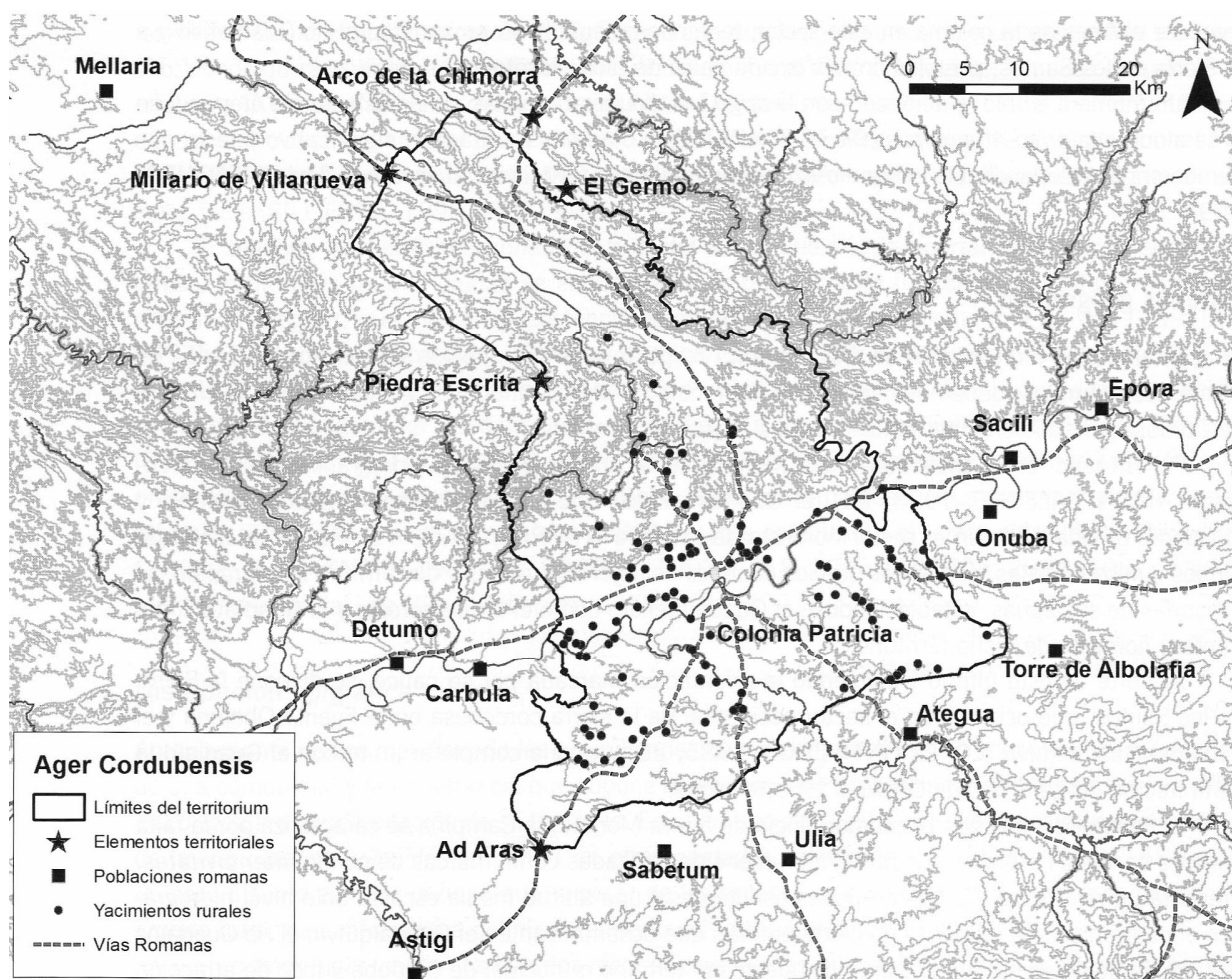 N
0 5 10 20
Km
Mellaria
Arco de la Chimorra
Miliario de Villanueva
El Germo
Piedra Escrita
Epora
Sacili
Onuba
Detumo
Colonia Patricia
Torre de Albolafia
Carbula
Ategua
Ad Aras
Sabetum
Ulia
Astigi
Ager Cordubensis
Límites del territorium
Elementos territoriales
Poblaciones romanas
Yacimientos rurales
Vías Romanas